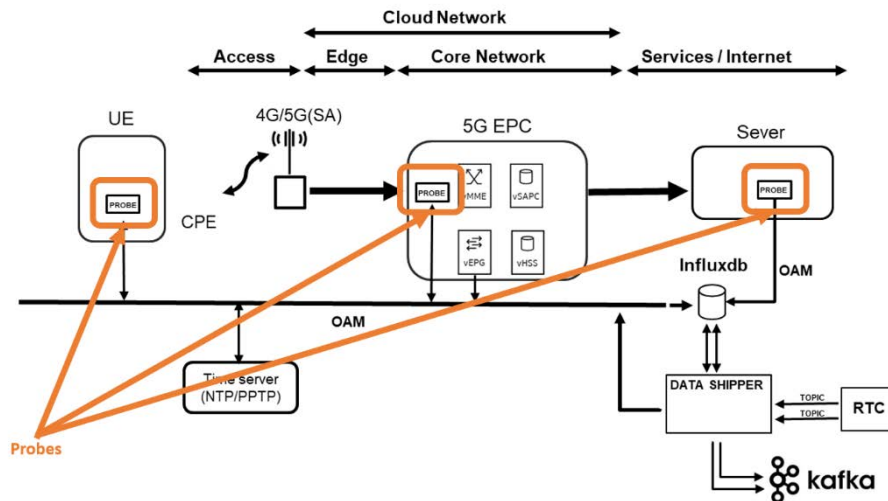 Cloud Network
Access
Edge
Core Network
Services / Internet
UE
4G/5G(SA)
5G EPC
Sever
PROBE
PROBE
vSAPC
PROBE
CPE
vEPG
vHSS
Influxdb
OAM
OAM
Time server
(NTP/PPTP)
DATA SHIPPER
TOPIC
TOPIC
RTC
Probes
kafka